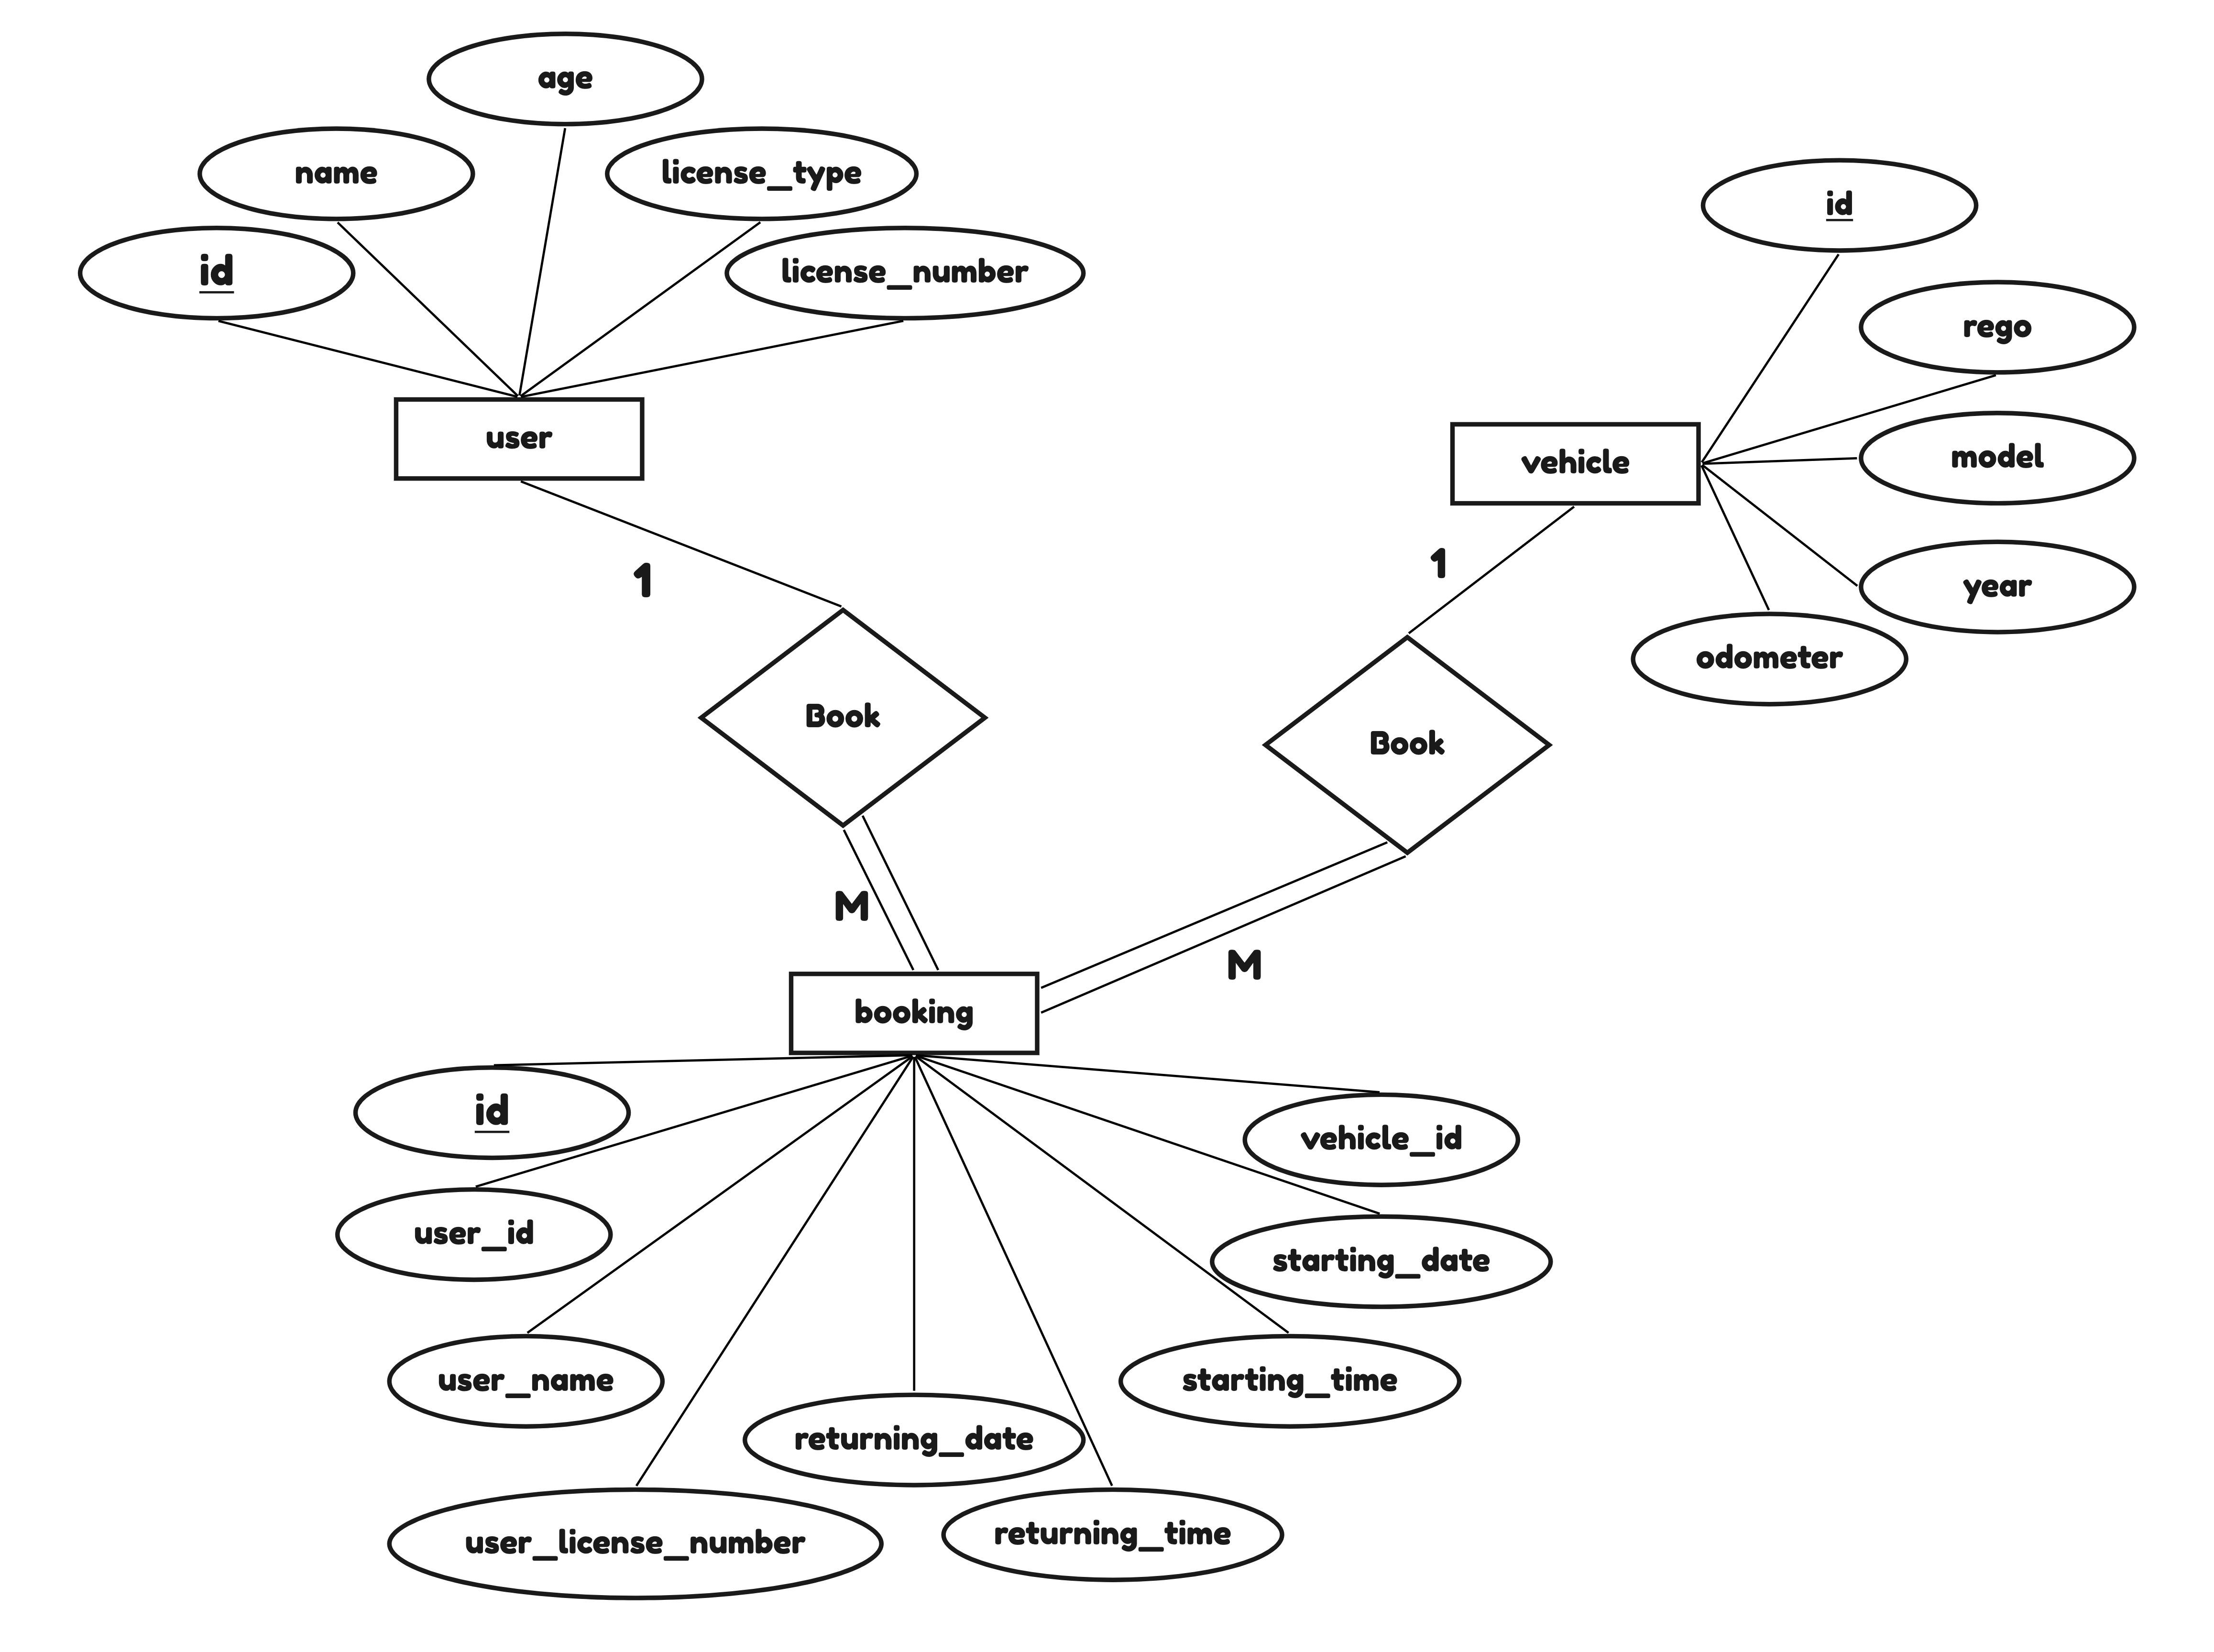 age
name
license_type
id
license_number
id
rego
user
model
vehicle
year
1
1
odometer
Book
Book
M
M
booking
id
vehicle_id
user_id
starting_date
user_name
starting_time
returning_date
user_license_number
returning_time